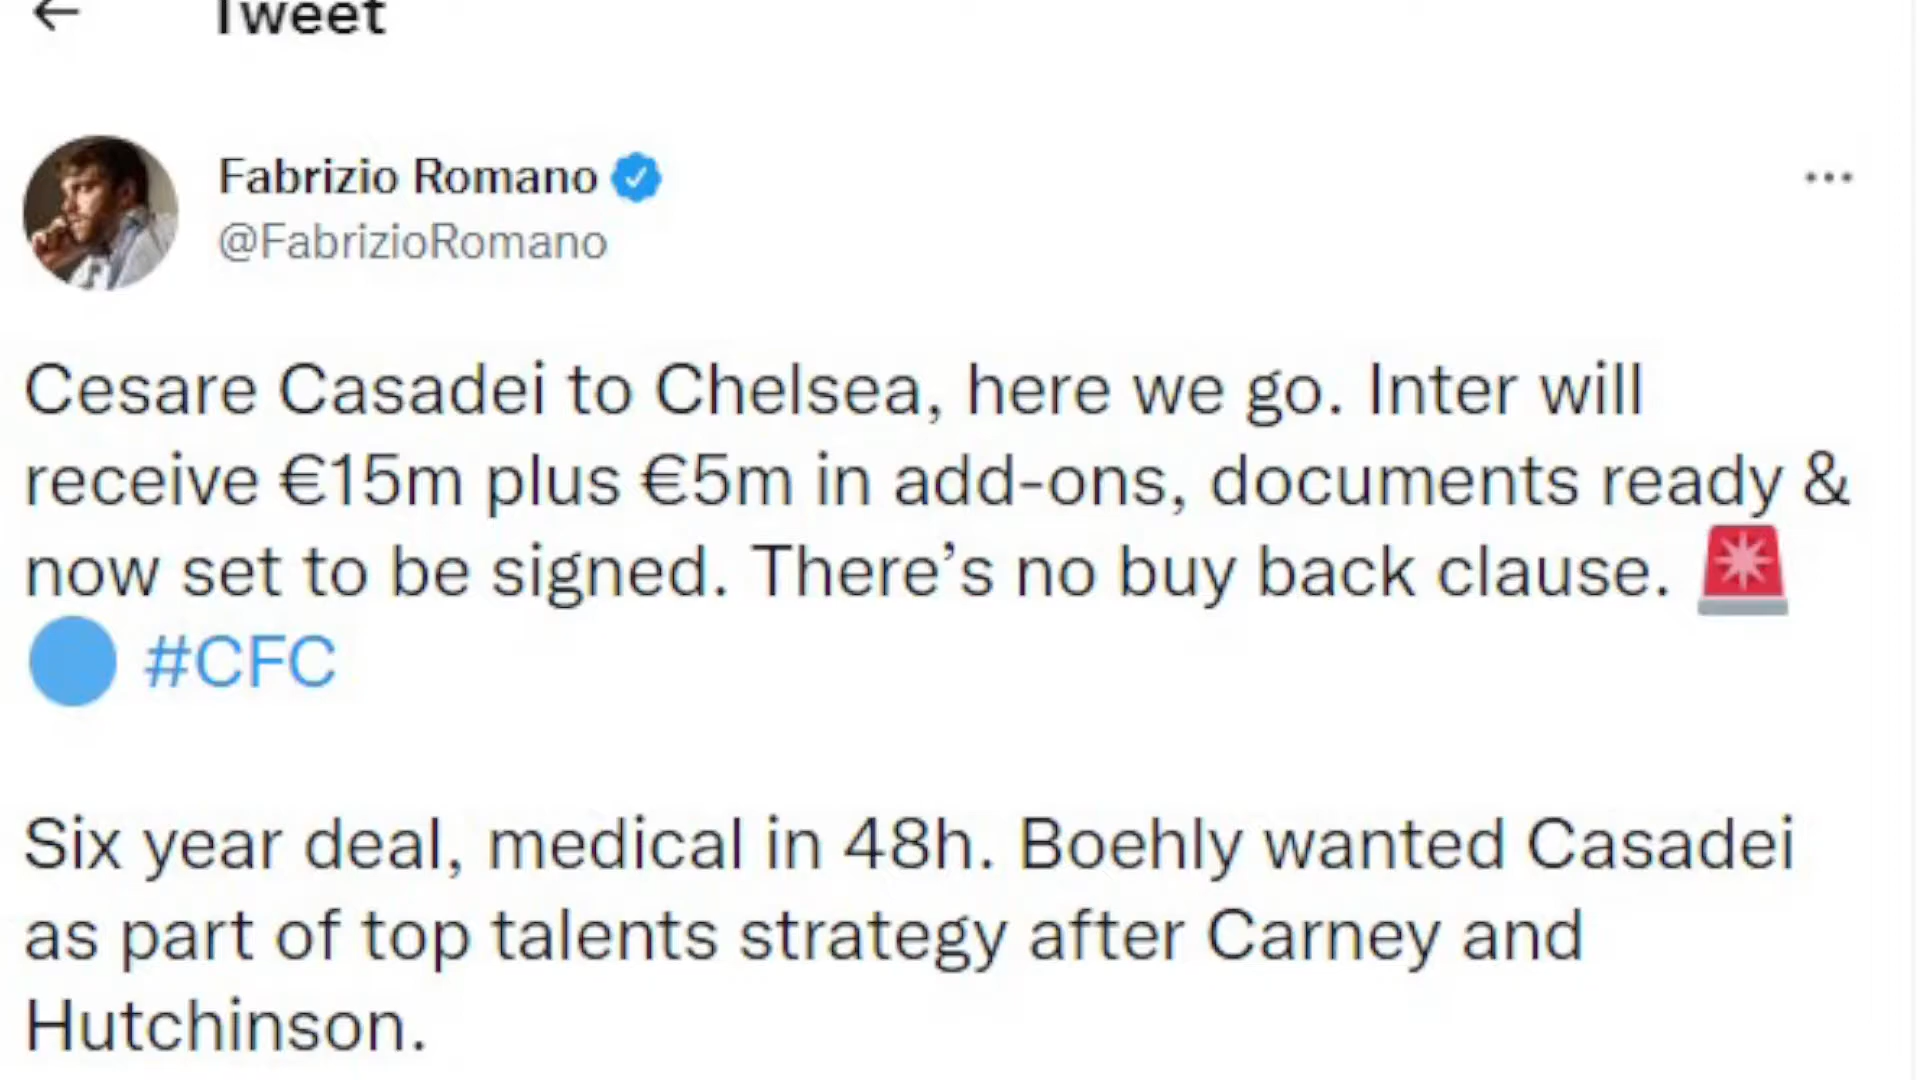 Tweet
Fabrizio Romano
@FabrizioRomano
Cesare Casadei to Chelsea, here we go. Inter will
receive €15m plus €5m in add-ons, documents ready &
now set to be signed. There’s no buy back clause. 🚨
🔵 #CFC
Six year deal, medical in 48h. Boehly wanted Casadei
as part of top talents strategy after Carney and
Hutchinson.